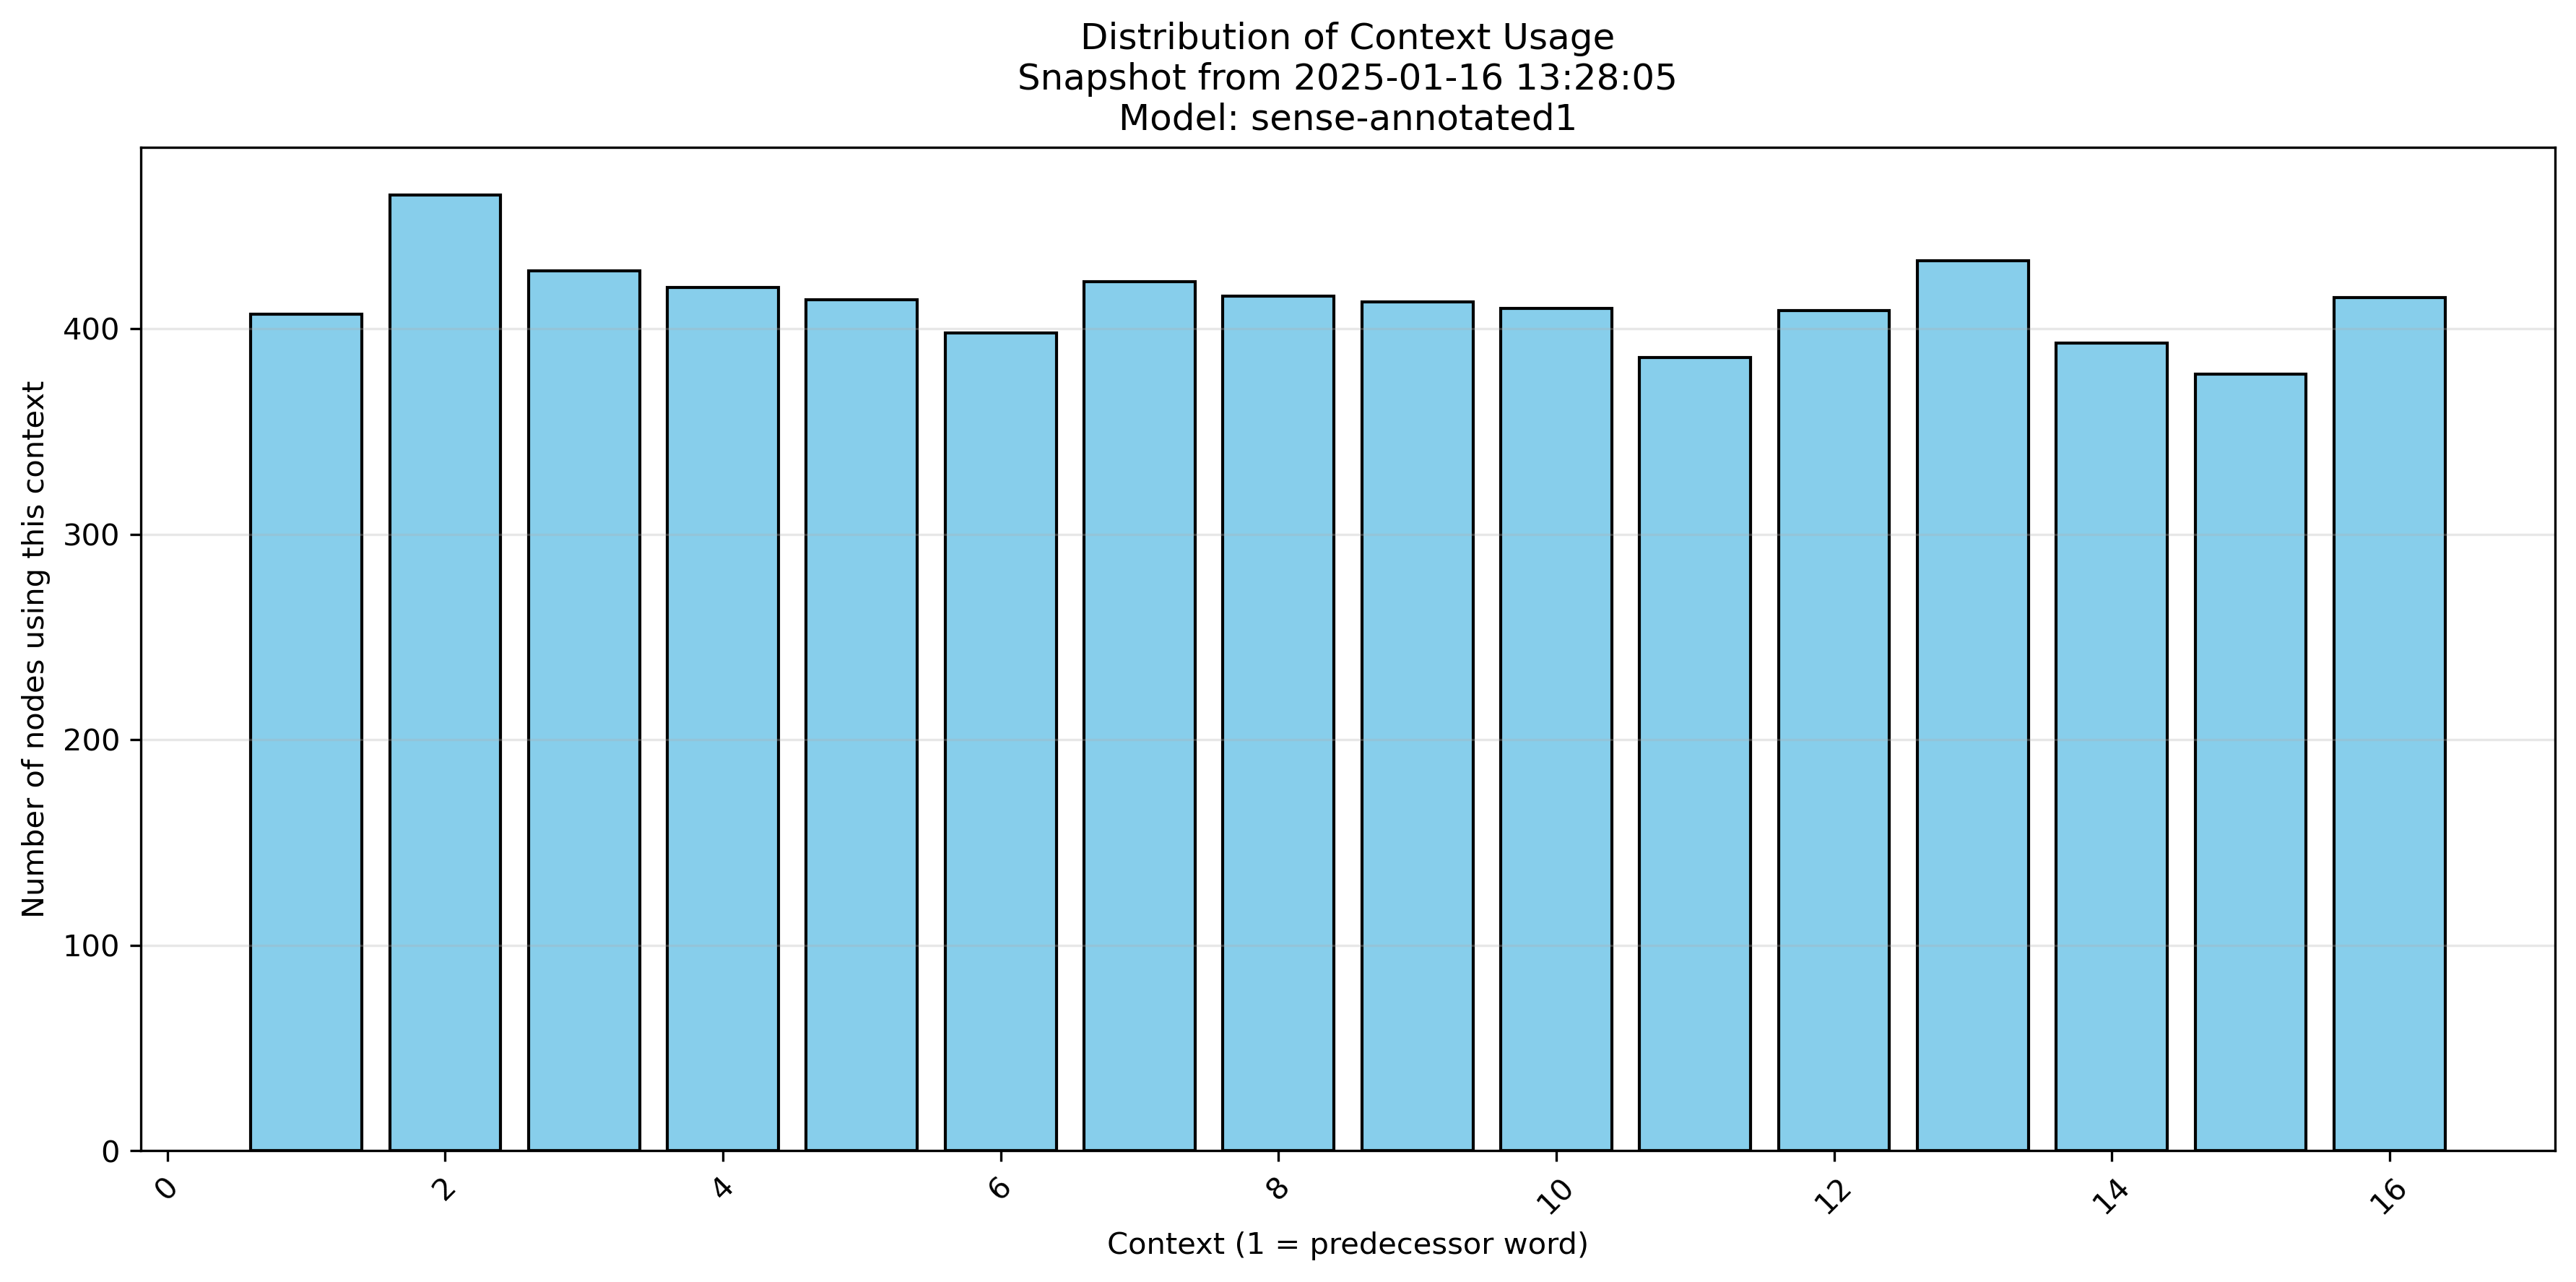 Distribution of Context Usage
Snapshot from 2025-01-16 13:28:05
Model: sense-annotated1
Number of nodes using this context
400
300
200
100
0
0 2 4 6 8 10 12 14 16
Context (1 = predecessor word)